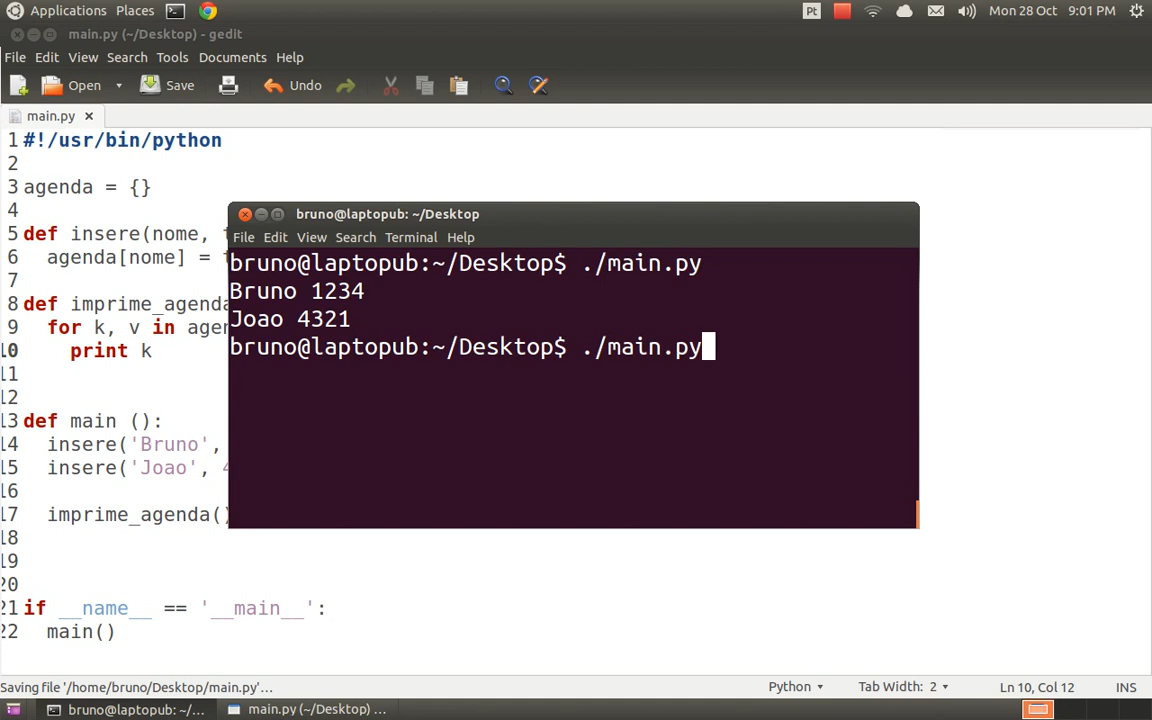 Applications Places Pt Mon 28 Oct 9:01 PM
main.py (~/Desktop) - gedit
File Edit View Search Tools Documents Help
Open Save Undo
main.py
1 #!/usr/bin/python
2
3 agenda = {}
4
5 def insere(nome,
6 agenda[nome] =
7
8 def imprime_agenda
9 for k, v in agen
10 print k
11
12
13 def main ():
14 insere('Bruno',
15 insere('Joao', 4
16
17 imprime_agenda()
18
19
20
21 if __name__ == '__main__':
22 main()
bruno@laptopub: ~/Desktop
File Edit View Search Terminal Help
bruno@laptopub:~/Desktop$ ./main.py
Bruno 1234
Joao 4321
bruno@laptopub:~/Desktop$ ./main.py
Saving file '/home/bruno/Desktop/main.py'… Python Tab Width: 2 Ln 10, Col 12 INS
bruno@laptopub: ~/... main.py (~/Desktop) ...